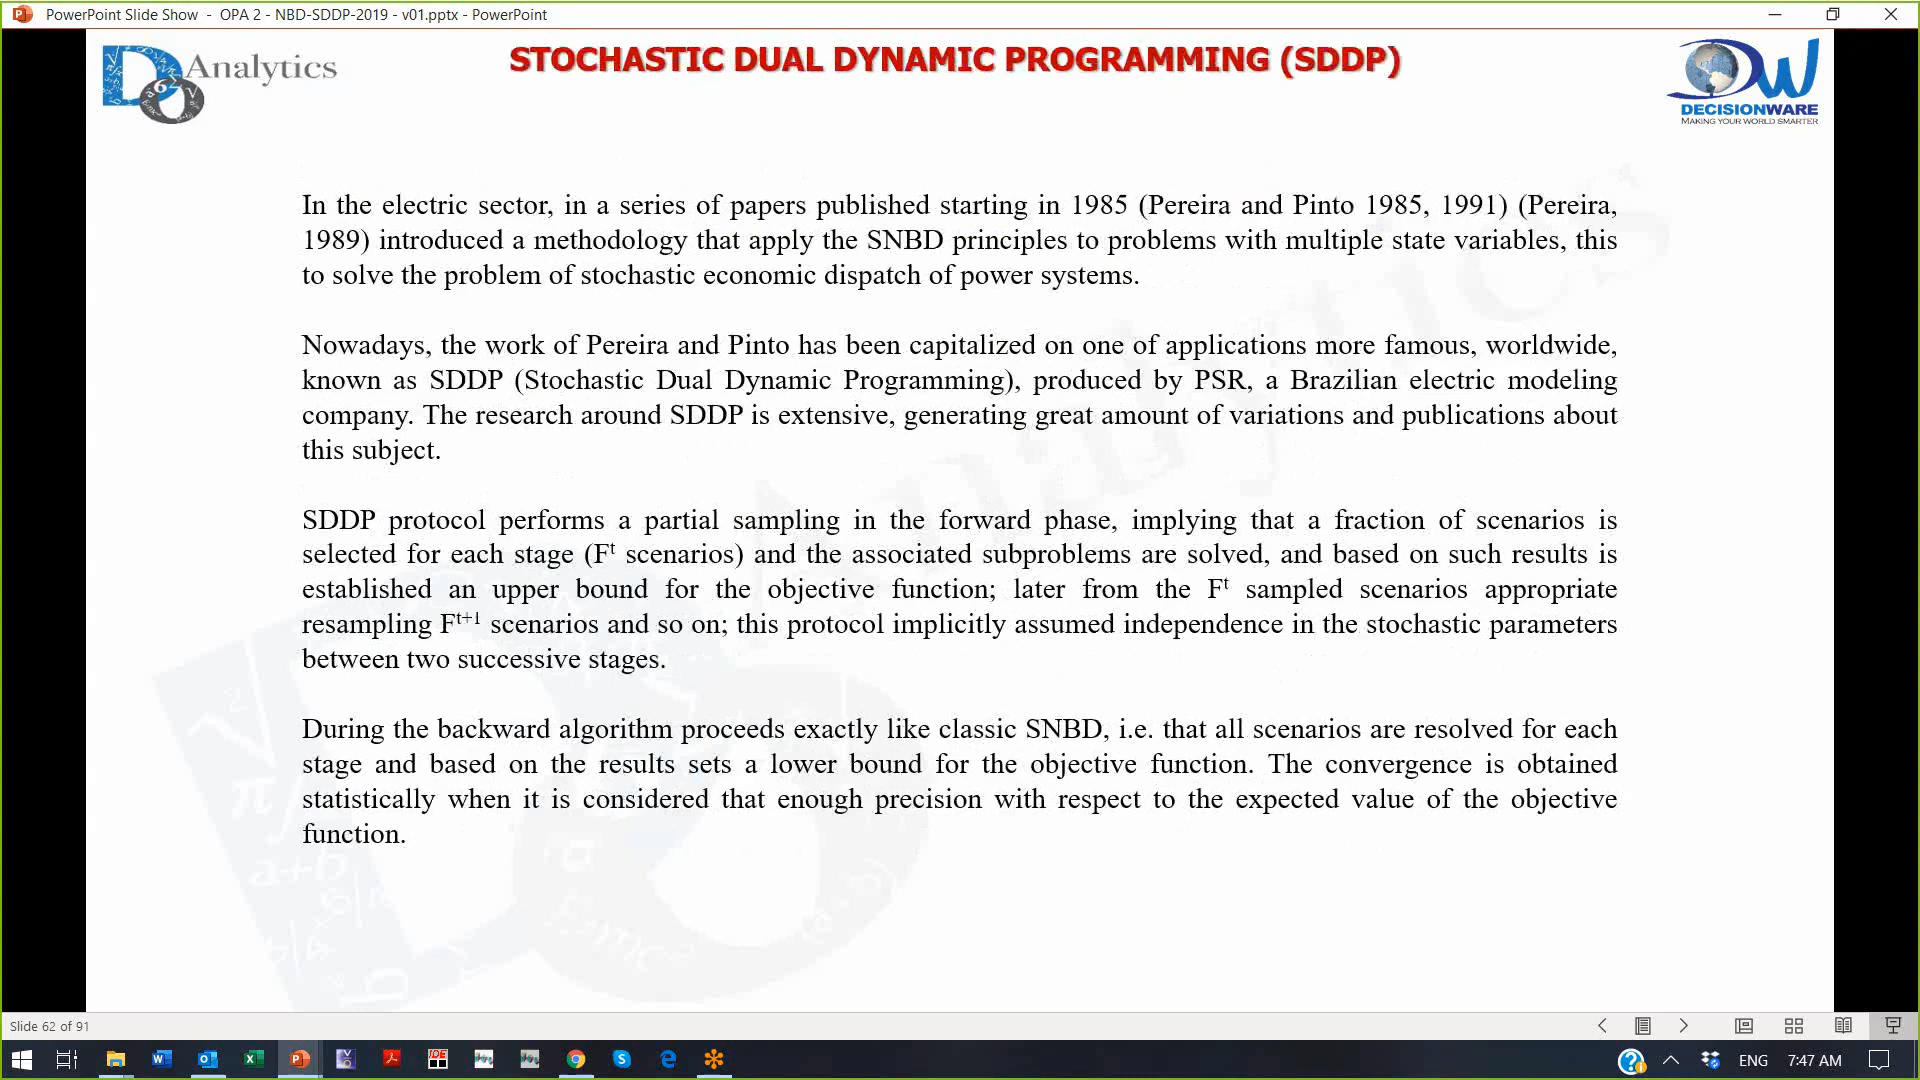 PowerPoint Slide Show - OPA 2 - NBD-SDDP-2019 - v01.pptx - PowerPoint
Analytics
STOCHASTIC DUAL DYNAMIC PROGRAMMING (SDDP)
DW
DECISIONWARE
MAKING YOUR WORLD SMARTER
In the electric sector, in a series of papers published starting in 1985 (Pereira and Pinto 1985, 1991) (Pereira,
1989) introduced a methodology that apply the SNBD principles to problems with multiple state variables, this
to solve the problem of stochastic economic dispatch of power systems.
Nowadays, the work of Pereira and Pinto has been capitalized on one of applications more famous, worldwide,
known as SDDP (Stochastic Dual Dynamic Programming), produced by PSR, a Brazilian electric modeling
company. The research around SDDP is extensive, generating great amount of variations and publications about
this subject.
SDDP protocol performs a partial sampling in the forward phase, implying that a fraction of scenarios is
selected for each stage (Fᵗ scenarios) and the associated subproblems are solved, and based on such results is
established an upper bound for the objective function; later from the Fᵗ sampled scenarios appropriate
resampling Fᵗ⁺¹ scenarios and so on; this protocol implicitly assumed independence in the stochastic parameters
between two successive stages.
During the backward algorithm proceeds exactly like classic SNBD, i.e. that all scenarios are resolved for each
stage and based on the results sets a lower bound for the objective function. The convergence is obtained
statistically when it is considered that enough precision with respect to the expected value of the objective
function.
Slide 62 of 91
ENG
7:47 AM